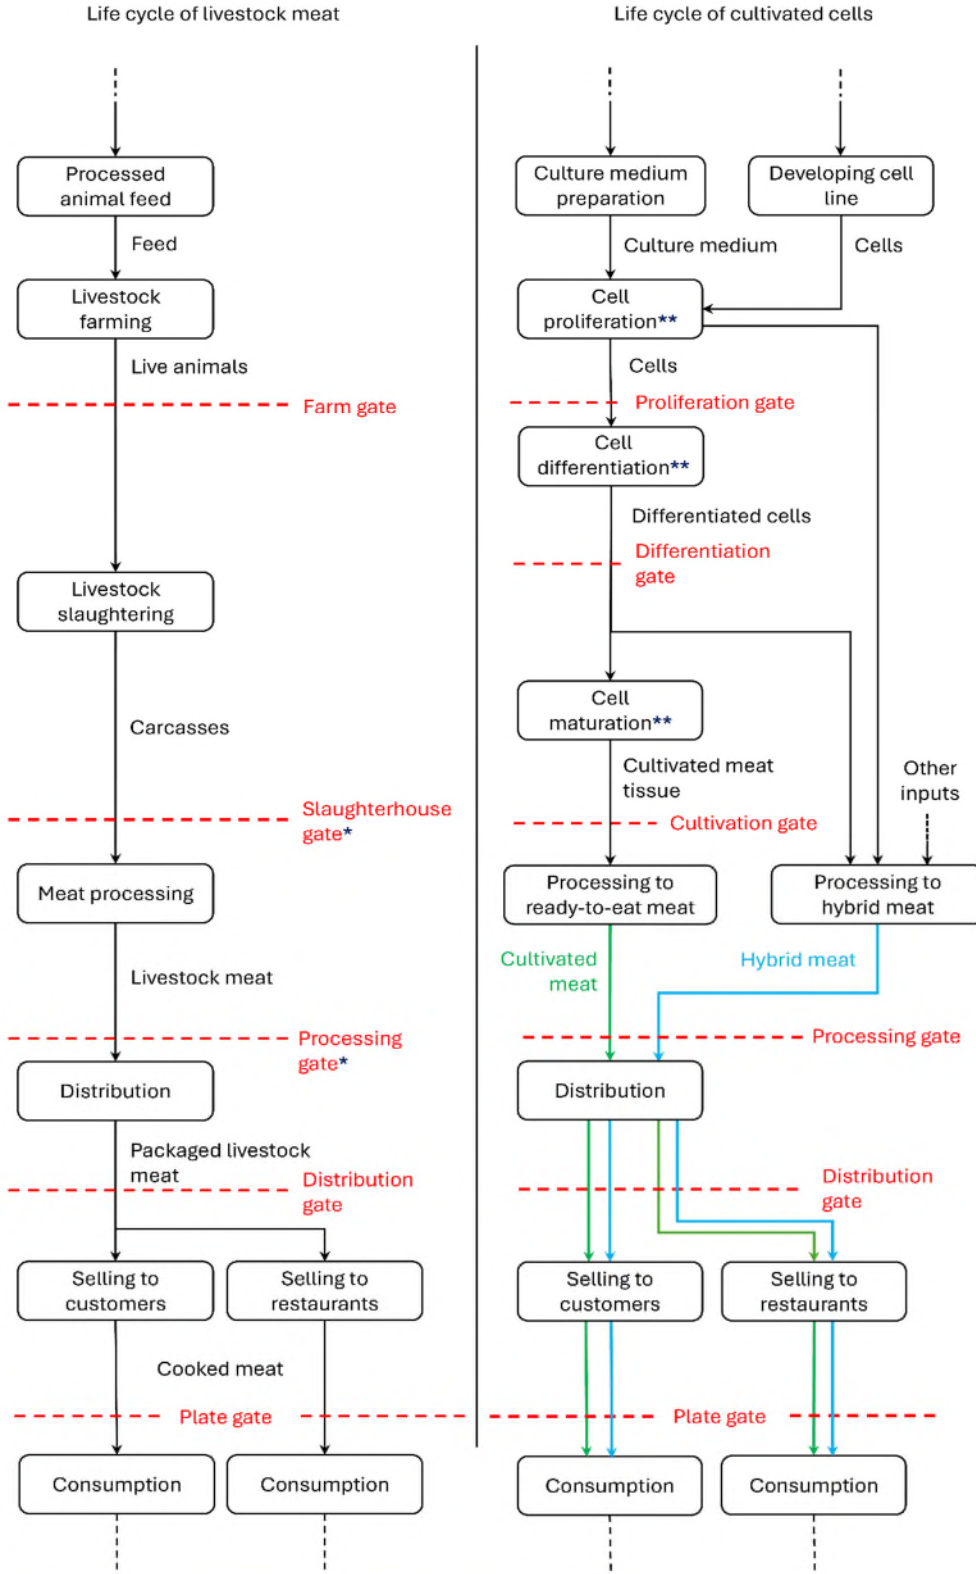 Life cycle of livestock meat
Processed
animal feed
Feed
Livestock
farming
Live animals
Farm gate
Livestock
slaughtering
Carcasses
Slaughterhouse
gate*
Meat processing
Livestock meat
Processing
gate*
Distribution
Packaged livestock
meat
Distribution
gate
Selling to
customers
Selling to
restaurants
Cooked meat
Plate gate
Consumption
Consumption
Life cycle of cultivated cells
Culture medium
preparation
Developing cell
line
Culture medium
Cells
Cell
proliferation**
Cells
Proliferation gate
Cell
differentiation**
Differentiated cells
Differentiation
gate
Cell
maturation**
Cultivated meat
tissue
Other
inputs
Cultivation gate
Processing to
ready-to-eat meat
Processing to
hybrid meat
Cultivated
meat
Hybrid meat
Processing gate
Distribution
Distribution
gate
Selling to
customers
Selling to
restaurants
Plate gate
Consumption
Consumption